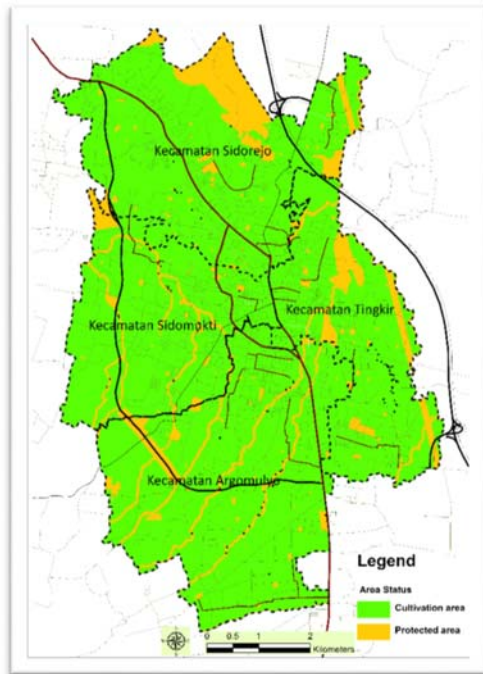 Kecamatan Sidorejo
Kecamatan Tingkir
Kecamatan Sidomukti
Kecamatan Argomulyo
Legend
Area Status
Cultivation area
Protected area
0 0.5 1 2
Kilometers